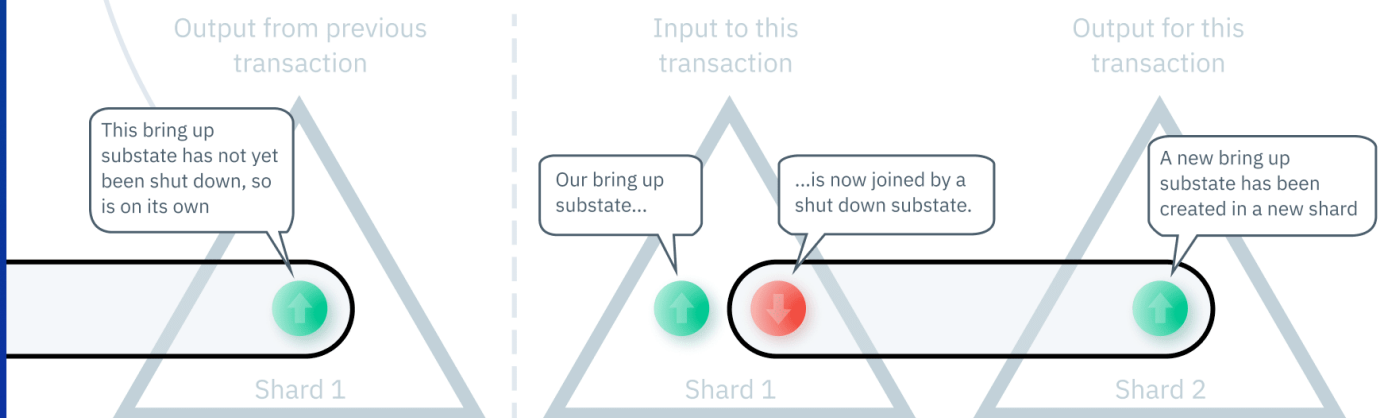 Output from previous
transaction
This bring up
substate has not yet
been shut down, so
is on its own
Shard 1
Input to this
transaction
Our bring up
substate...
...is now joined by a
shut down substate.
Shard 1
Output for this
transaction
A new bring up
substate has been
created in a new shard
Shard 2